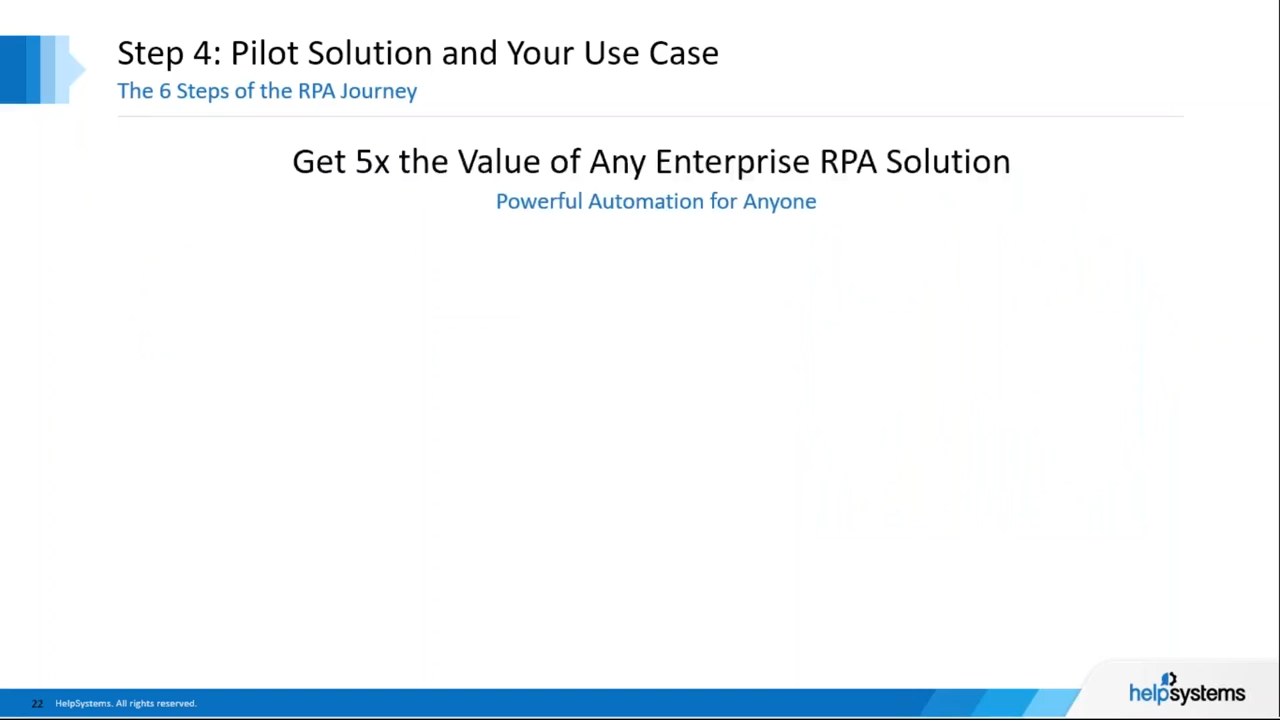 Step 4: Pilot Solution and Your Use Case
The 6 Steps of the RPA Journey
Get 5x the Value of Any Enterprise RPA Solution
Powerful Automation for Anyone
22 HelpSystems. All rights reserved.
helpsystems